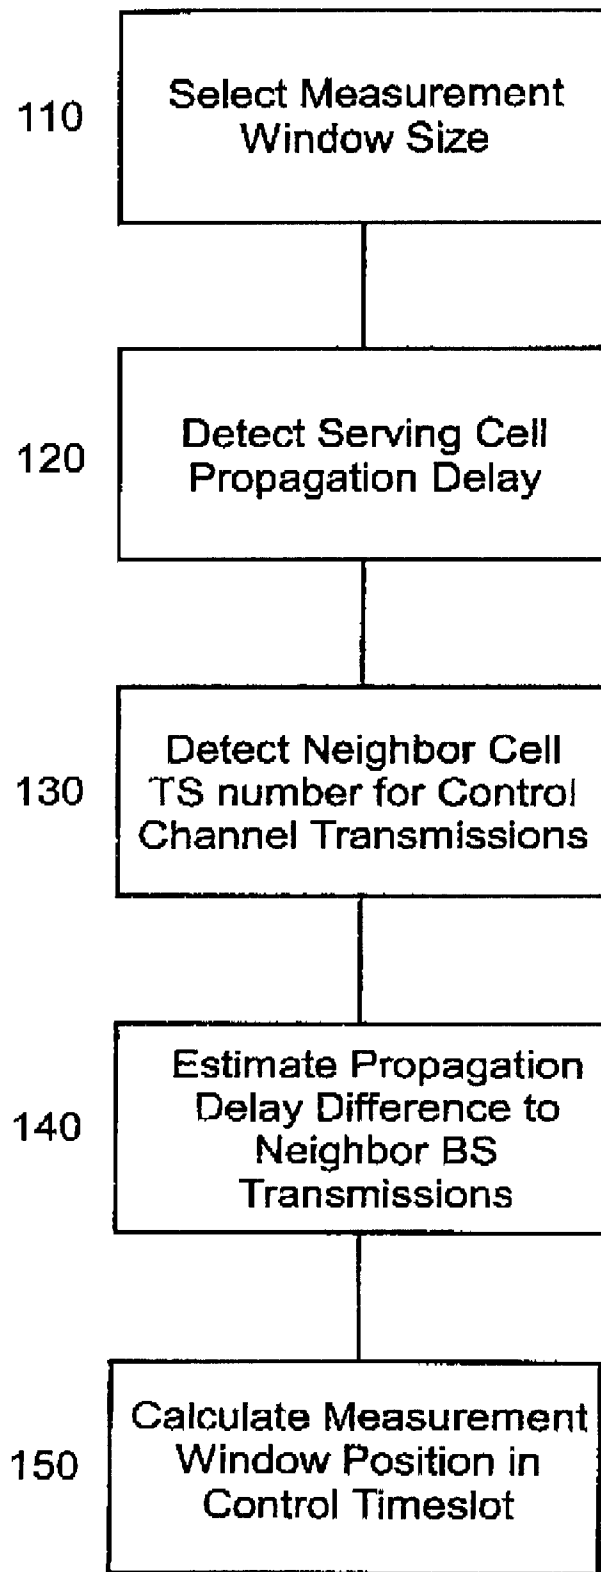 110
Select Measurement
Window Size
120
Detect Serving Cell
Propagation Delay
130
Detect Neighbor Cell
TS number for Control
Channel Transmissions
140
Estimate Propagation
Delay Difference to
Neighbor BS
Transmissions
150
Calculate Measurement
Window Position in
Control Timeslot